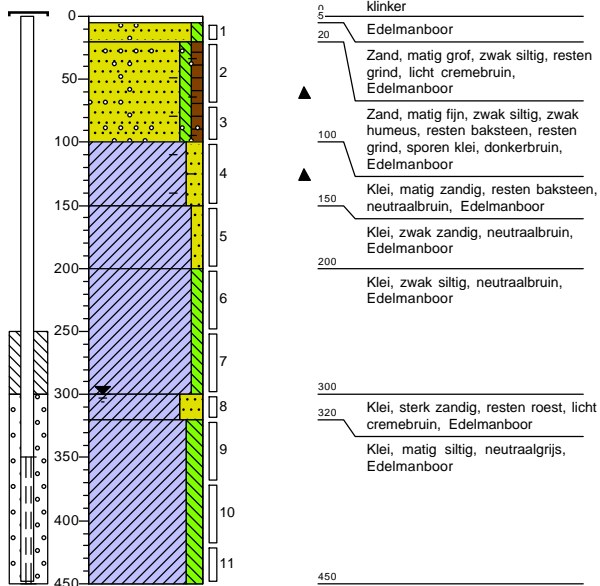 0
50
100
150
200
250
300
350
400
450
1
2
3
4
5
6
7
8
9
10
11
0
klinker
5
Edelmanboor
20
Zand, matig grof, zwak siltig, resten
grind, licht cremebruin,
Edelmanboor
Zand, matig fijn, zwak siltig, zwak
humeus, resten baksteen, resten
grind, sporen klei, donkerbruin,
Edelmanboor
100
Klei, matig zandig, resten baksteen,
neutraalbruin, Edelmanboor
150
Klei, zwak zandig, neutraalbruin,
Edelmanboor
200
Klei, zwak siltig, neutraalbruin,
Edelmanboor
300
Klei, sterk zandig, resten roest, licht
cremebruin, Edelmanboor
320
Klei, matig siltig, neutraalgrijs,
Edelmanboor
450